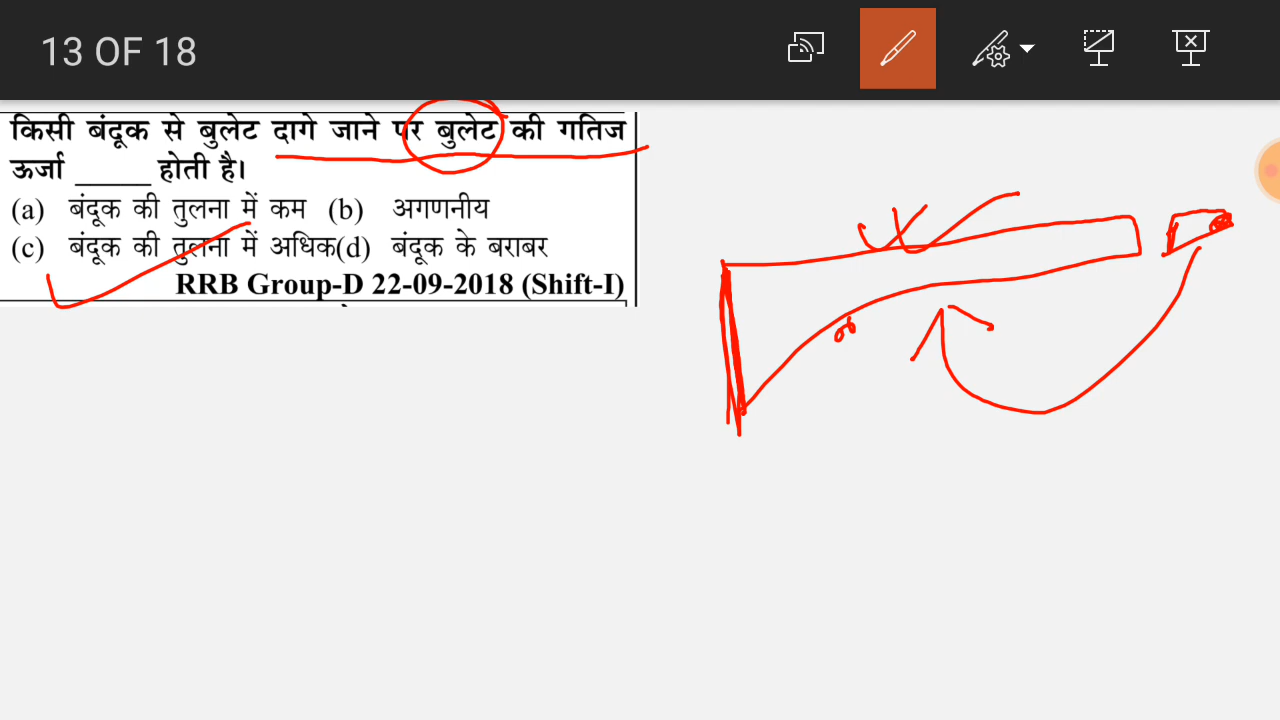 13 OF 18
किसी बंदूक से बुलेट दागे जाने पर बुलेट की गतिज
ऊर्जा _____ होती है।
(a) बंदूक की तुलना में कम (b) अगणनीय
(c) बंदूक की तुलना में अधिक(d) बंदूक के बराबर
RRB Group-D 22-09-2018 (Shift-I)